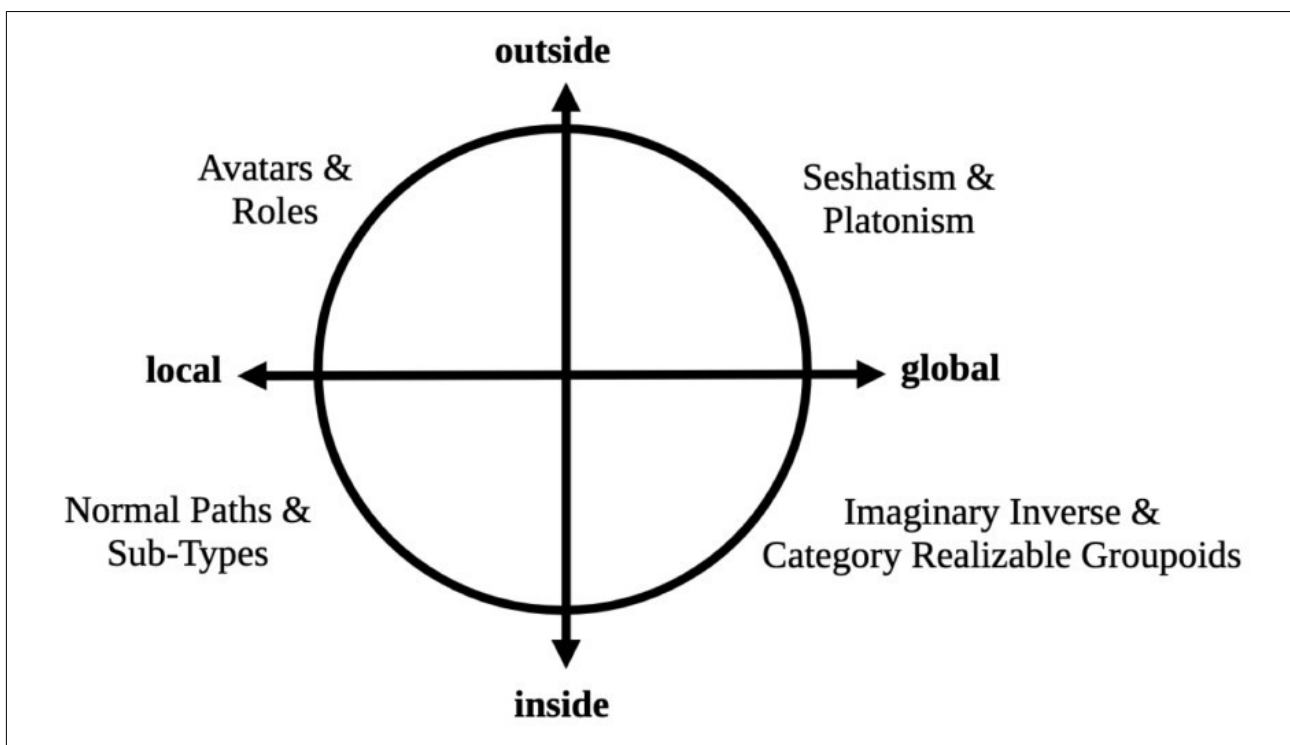 outside
Avatars &
Roles
Seshatism &
Platonism
local
global
Normal Paths &
Sub-Types
Imaginary Inverse &
Category Realizable Groupoids
inside